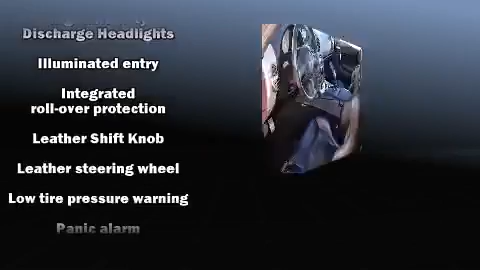 Discharge Headlights
Illuminated entry
Integrated
roll-over protection
Leather Shift Knob
Leather steering wheel
Low tire pressure warning
Panic alarm